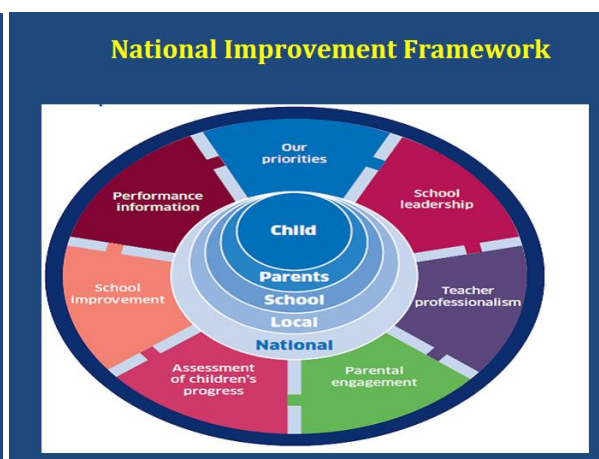 National Improvement Framework
Our
priorities
School
leadership
Teacher
professionalism
Parental
engagement
Assessment
of children's
progress
School
improvement
Performance
information
Child
Parents
School
Local
National